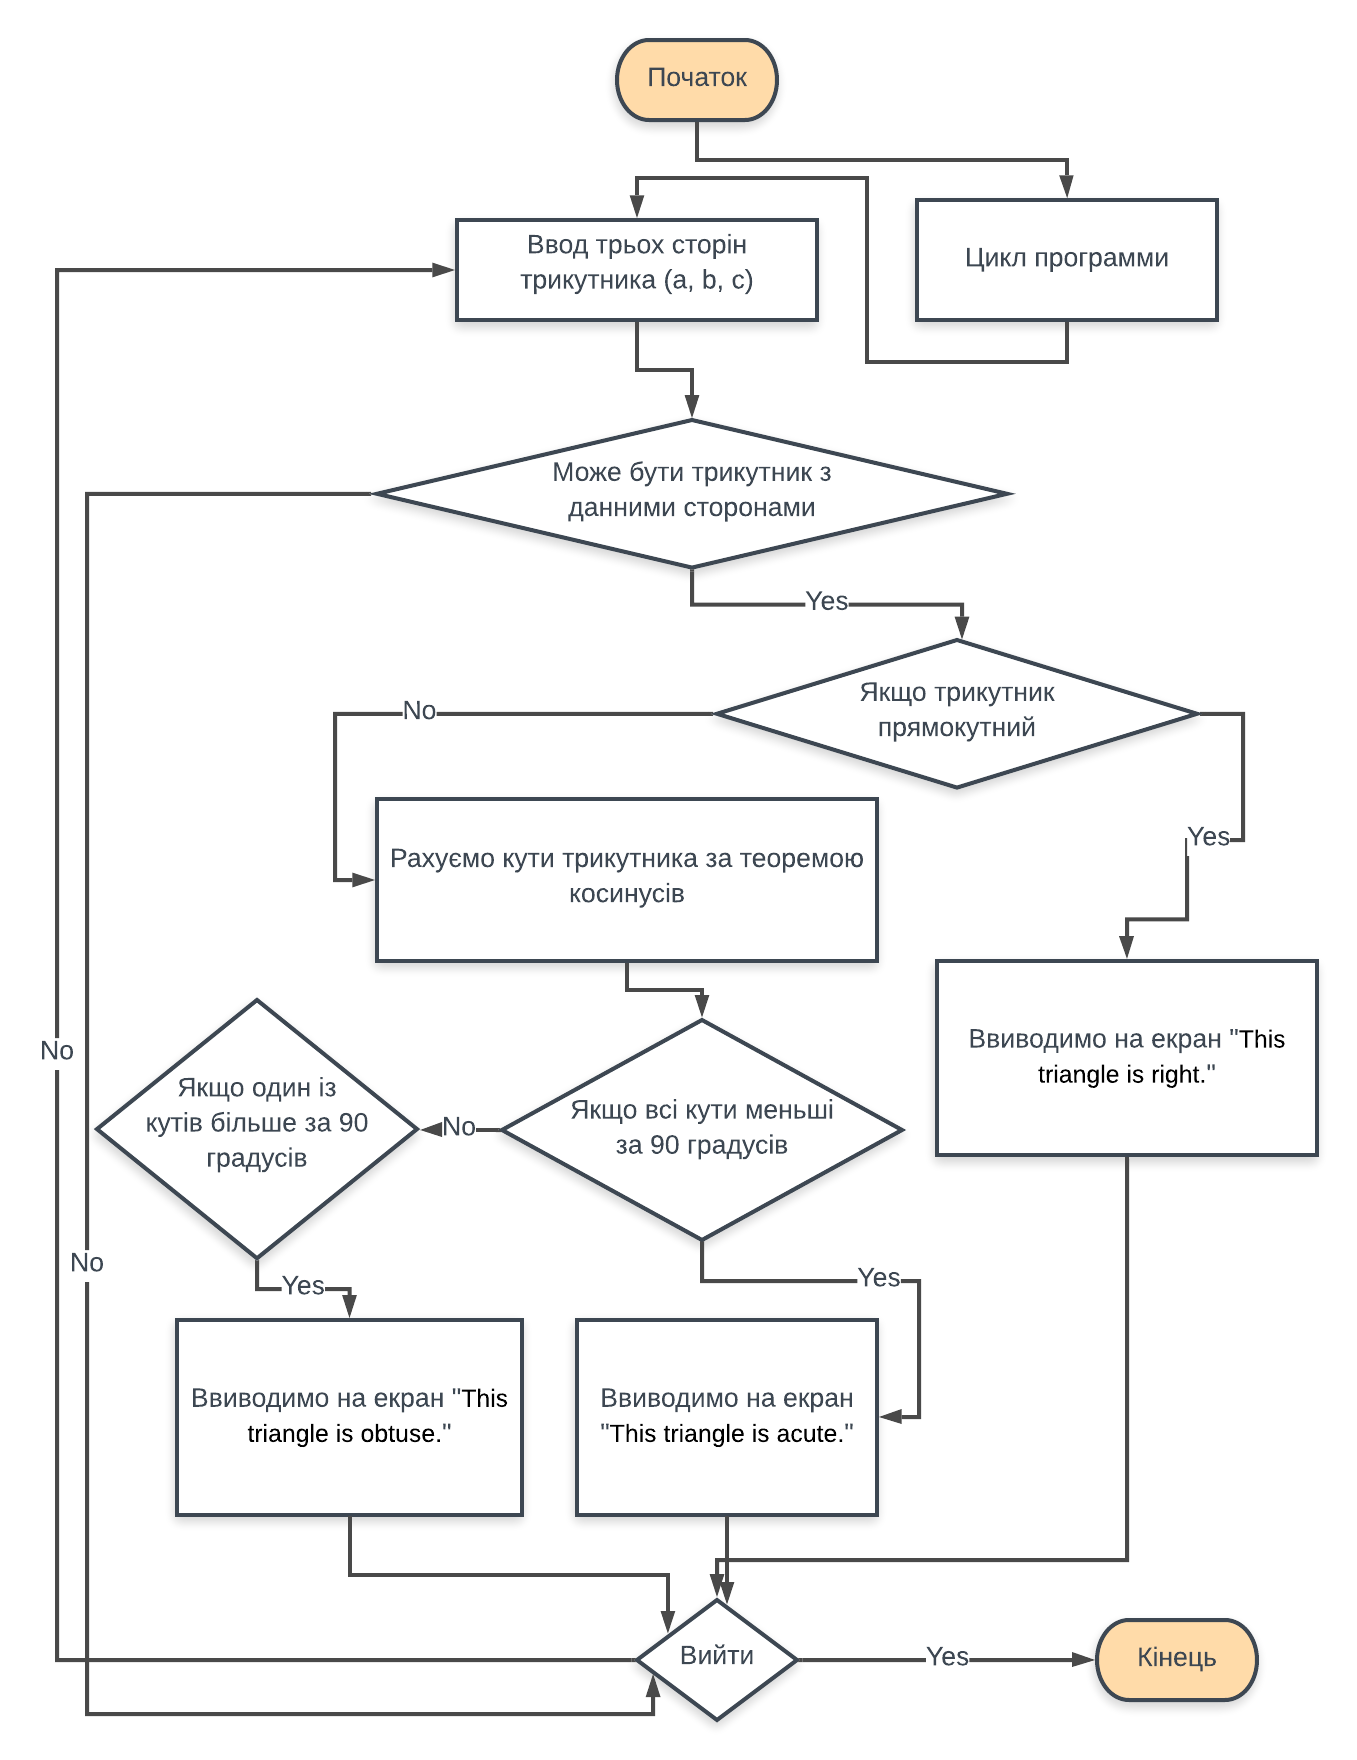 Початок
Ввод трьох сторін
трикутника (a, b, c)
Цикл программи
Може бути трикутник з
данними сторонами
Yes
Якщо трикутник
прямокутний
No
Yes
Рахуємо кути трикутника за теоремою
косинусів
Ввиводимо на екран "This
triangle is right."
No
Якщо один із
кутів більше за 90
градусів
No
Якщо всі кути меньші
за 90 градусів
No
Yes
Yes
Ввиводимо на екран "This
triangle is obtuse."
Ввиводимо на екран
"This triangle is acute."
Вийти
Yes
Кінець